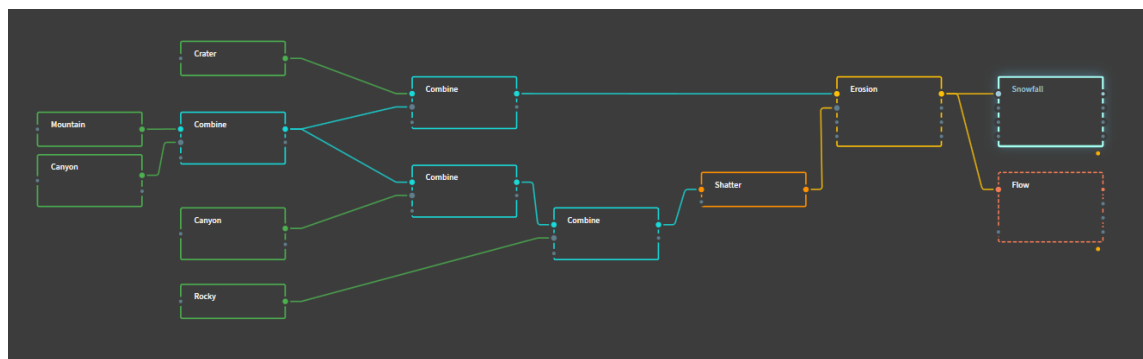 Crater
Combine
Erosion
Snowfall
Mountain
Combine
Canyon
Combine
Shatter
Flow
Canyon
Combine
Rocky